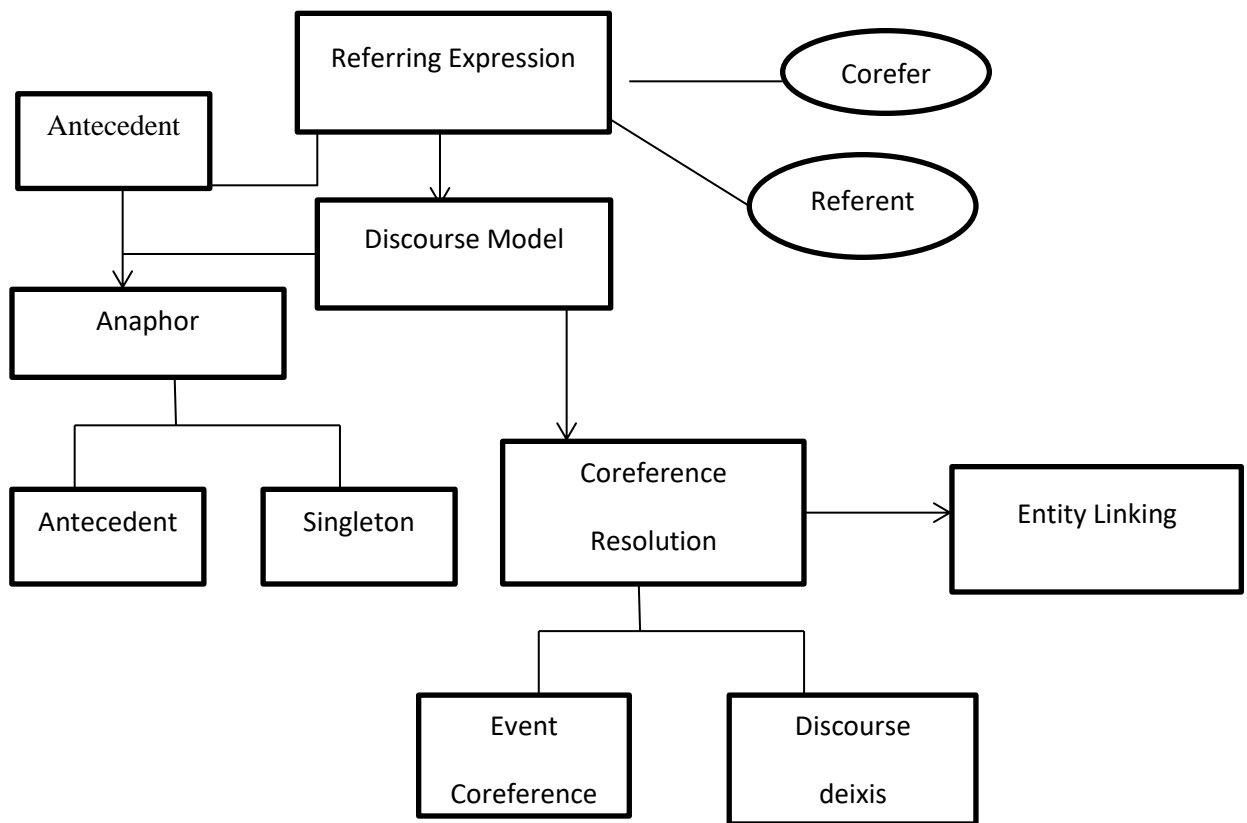 Referring Expression
Corefer
Antecedent
Referent
Discourse Model
Anaphor
Coreference
Resolution
Entity Linking
Antecedent
Singleton
Event
Coreference
Discourse
deixis